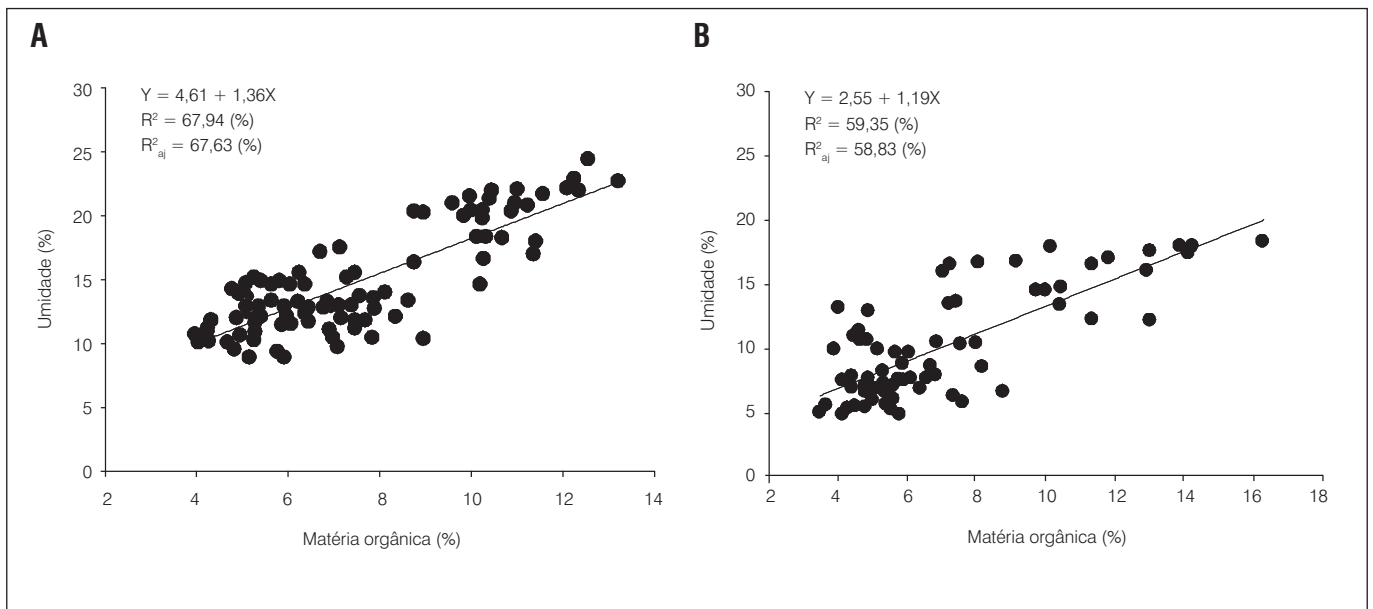 A
Y = 4,61 + 1,36X
R² = 67,94 (%)
R²aj = 67,63 (%)
30
25
20
15
10
5
0
Umidade (%)
2 4 6 8 10 12 14
Matéria orgânica (%)
B
Y = 2,55 + 1,19X
R² = 59,35 (%)
R²aj = 58,83 (%)
30
25
20
15
10
5
0
Umidade (%)
2 4 6 8 10 12 14 16 18
Matéria orgânica (%)